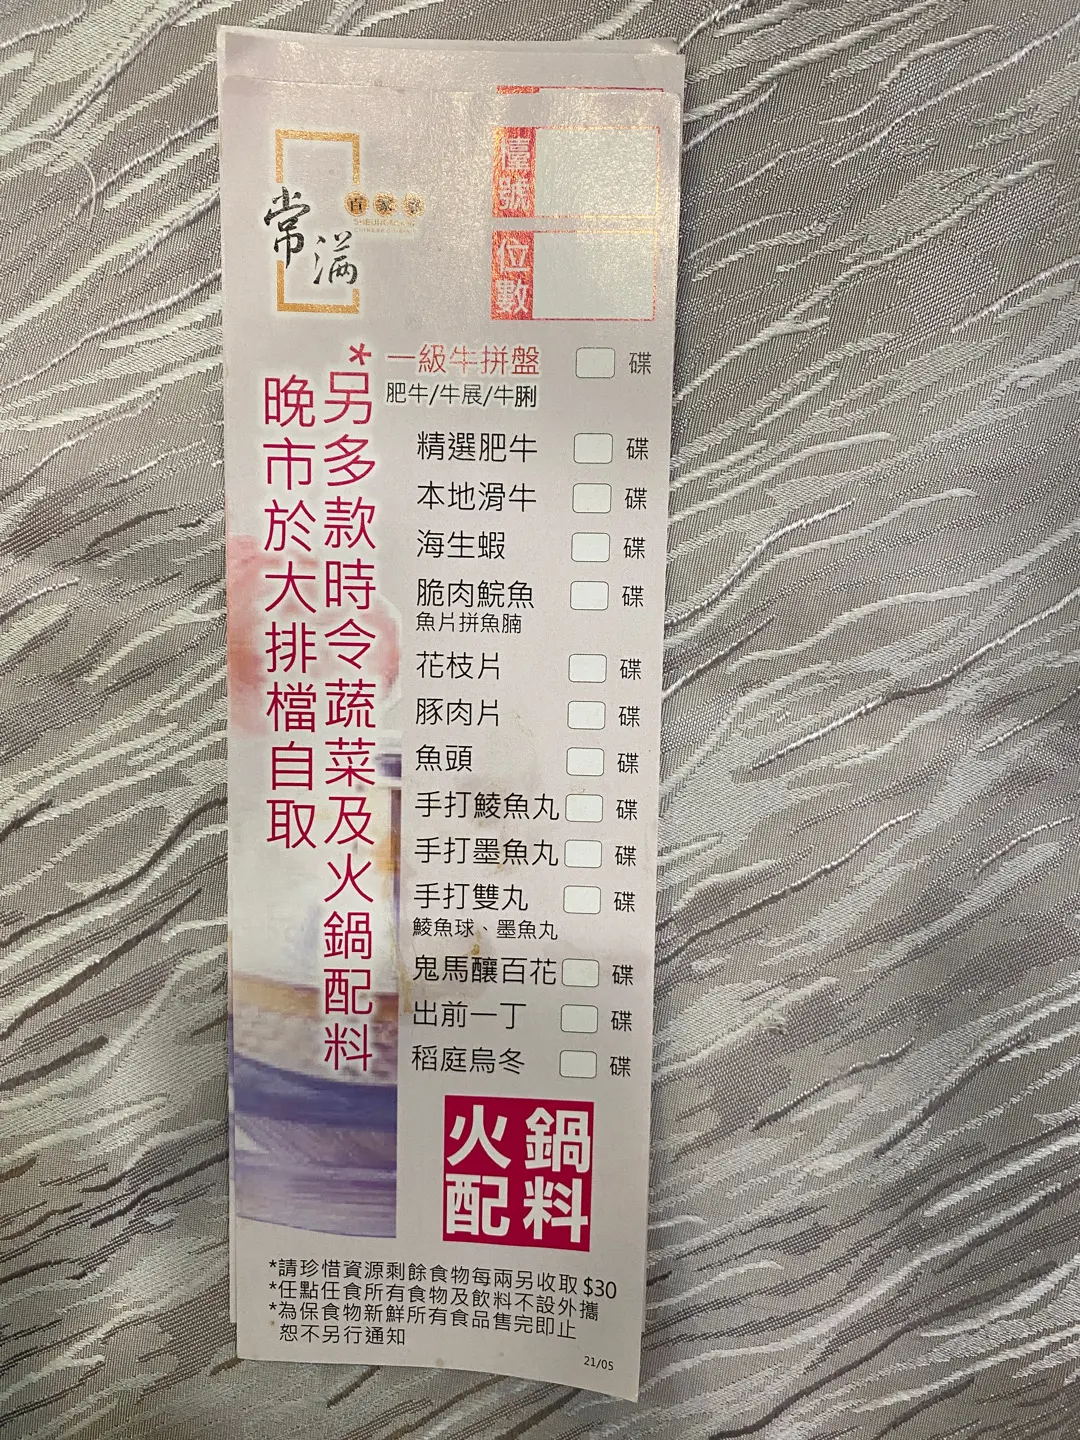 常滿
百家宴
檯號
位數
*另多款時令蔬菜及火鍋配料
晚市於大排檔自取
一級牛拼盤 碟
肥牛/牛展/牛脷
精選肥牛 碟
本地滑牛 碟
海生蝦 碟
脆肉鯇魚 碟
魚片拼魚腩
花枝片 碟
豚肉片 碟
魚頭 碟
手打鯪魚丸 碟
手打墨魚丸 碟
手打雙丸 碟
鯪魚球、墨魚丸
鬼馬釀百花 碟
出前一丁 碟
稻庭烏冬 碟
火鍋
配料
*請珍惜資源剩餘食物每兩另收取 $30
*任點任食所有食物及飲料不設外攜
*為保食物新鮮所有食品售完即止
恕不另行通知
21/05